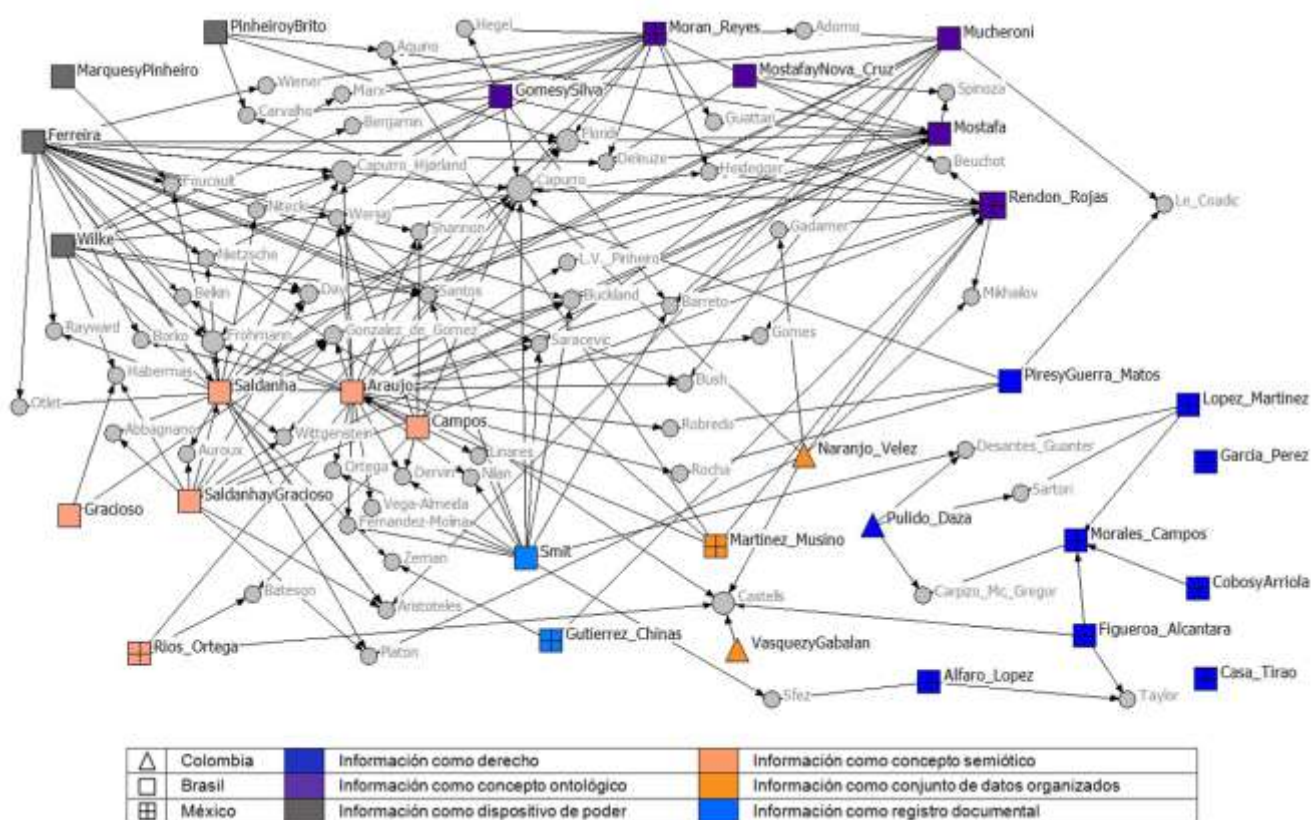 PinheiroyBrito
Hegel
Moran_Reyes
Adorno
Mucheroni
Aquino
MarquesyPinheiro
Wiener
Marx
GomesySilva
MostafayNova_Cruz
Spinoza
Carvalho
Benjamin
Guattari
Ferreira
Floridi
Mostafa
Capurro_Hjorland
Deleuze
Beuchot
Foucault
Capurro
Heidegger
Nitecki
Wersig
Shannon
Rendon_Rojas
Le_Coadic
Wilke
Gadamer
Nietzsche
L.V._Pinheiro
Belkin
Day
Santos
Buckland
Barreto
Mikhailov
Rayward
Borko
Frohmann
Gonzalez_de_Gomez
Saracevic
Gomes
Habermas
Saldanha
Araujo
Bush
PiresyGuerra_Matos
Otlet
Lopez_Martinez
Abbagnano
Wittgenstein
Campos
Robredo
Auroux
Linares
Naranjo_Velez
Desantes_Guanter
Garcia_Perez
Ortega
Dervin
Nilan
Rocha
Sartori
Gracioso
SaldanhayGracioso
Vega-Almeida
Fernandez-Molina
Pulido_Daza
Zeman
Smit
Martinez_Musino
Morales_Campos
Bateson
Aristoteles
Castells
Carpizo_Mc_Gregor
CobosyArriola
Rios_Ortega
Platon
Gutierrez_Chinas
VasquezyGabalan
Figueroa_Alcantara
Alfaro_Lopez
Casa_Tirao
Sfez
Taylor
Colombia Información como derecho Información como concepto semiótico
Brasil Información como concepto ontológico Información como conjunto de datos organizados
México Información como dispositivo de poder Información como registro documental